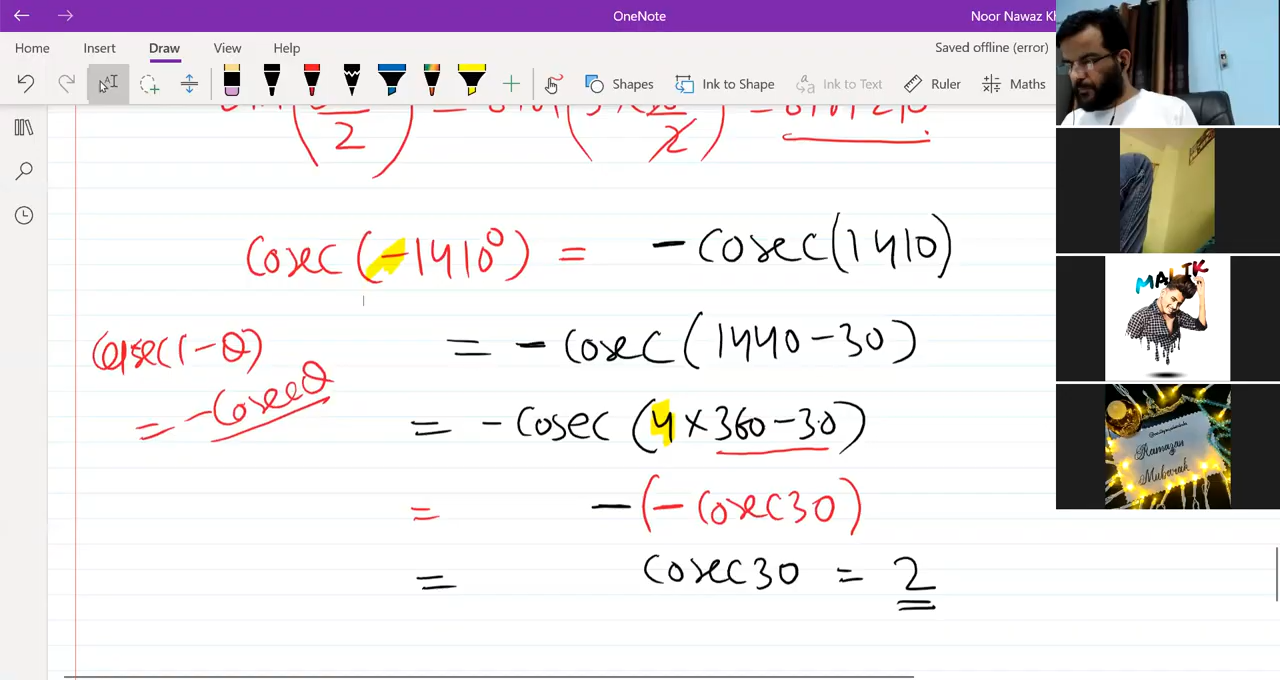 OneNote
Noor Nawaz Kh
Home Insert Draw View Help
Saved offline (error)
Shapes Ink to Shape Ink to Text Ruler Maths
2
cosec(-1410°) = -cosec(1410)
cosec(-θ)
= -cosecθ
= -cosec(1440-30)
= -cosec(4×360-30)
= -(-cosec30)
= cosec30 = 2
MALIK
Ramazan
Mubarak